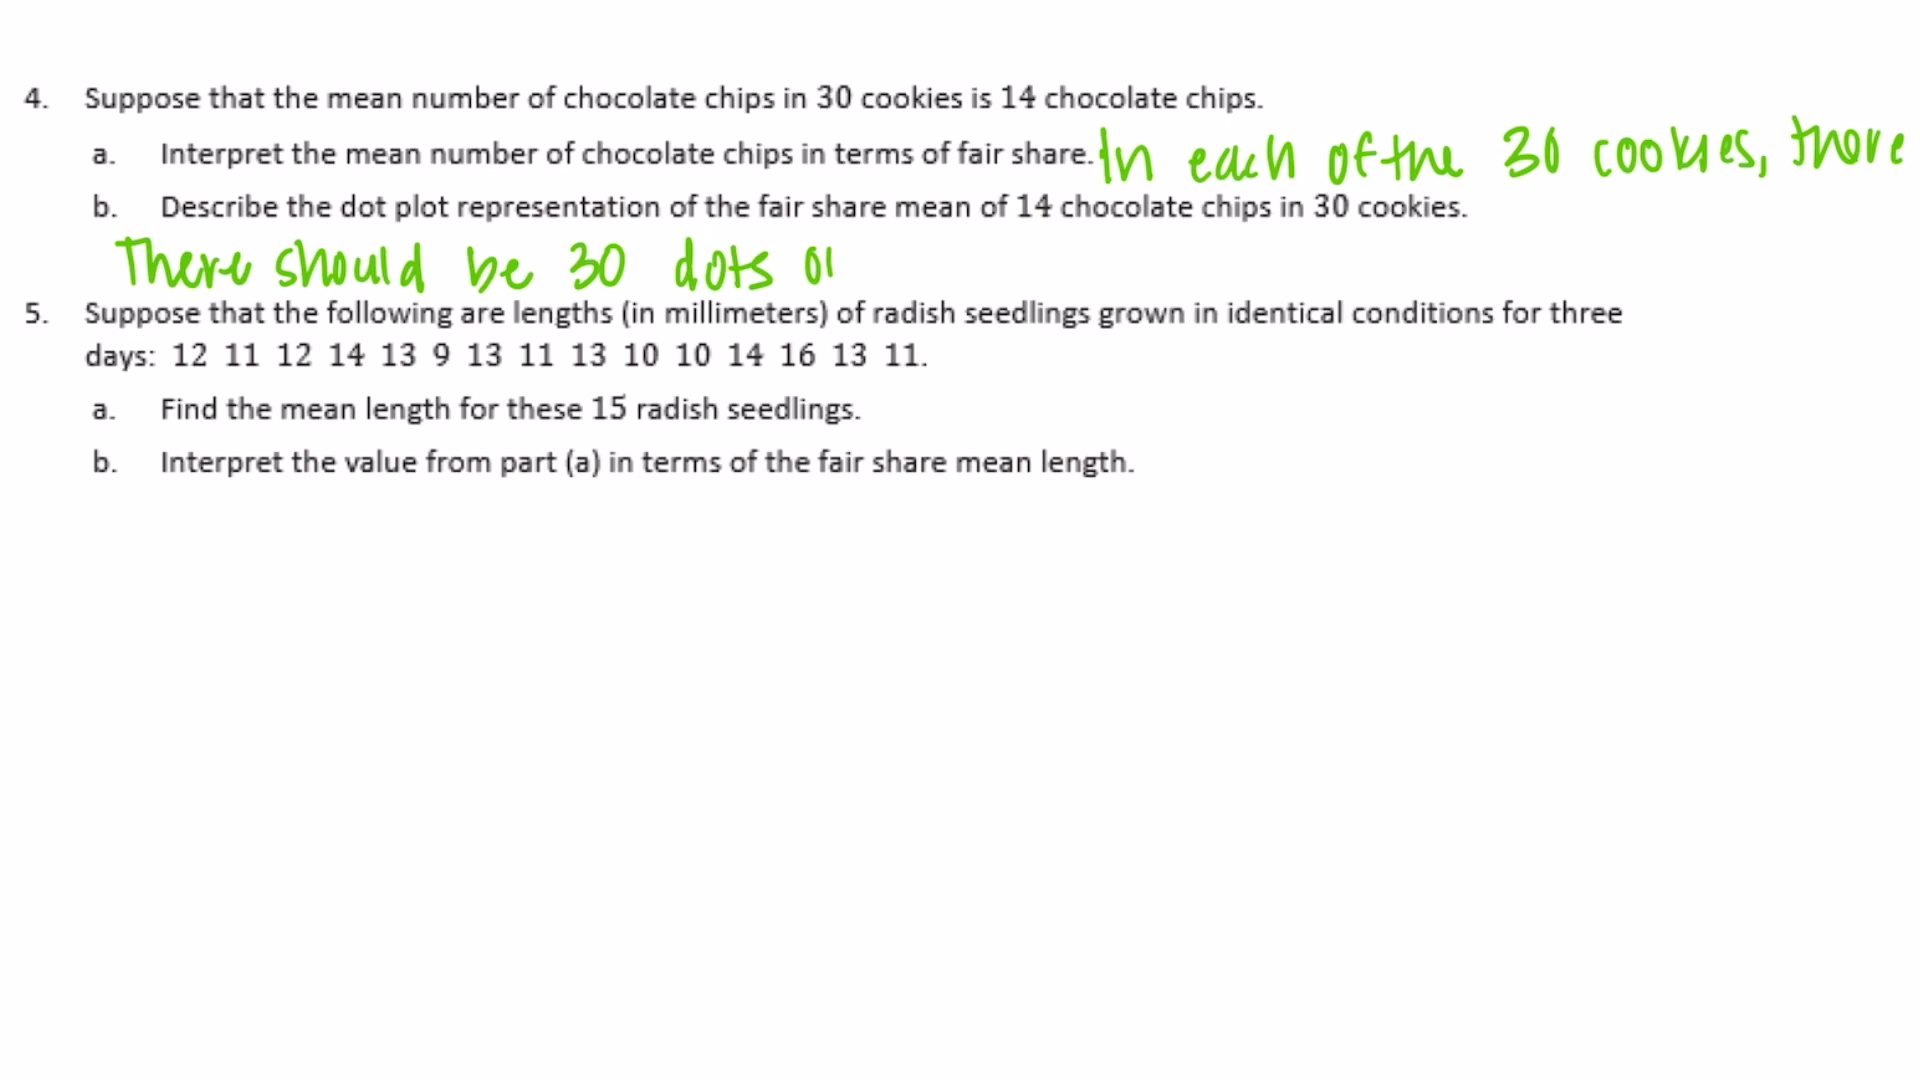 4. Suppose that the mean number of chocolate chips in 30 cookies is 14 chocolate chips.
a. Interpret the mean number of chocolate chips in terms of fair share. In each of the 30 cookies, there
b. Describe the dot plot representation of the fair share mean of 14 chocolate chips in 30 cookies.
There should be 30 dots
5. Suppose that the following are lengths (in millimeters) of radish seedlings grown in identical conditions for three
days: 12 11 12 14 13 9 13 11 13 10 10 14 16 13 11.
a. Find the mean length for these 15 radish seedlings.
b. Interpret the value from part (a) in terms of the fair share mean length.